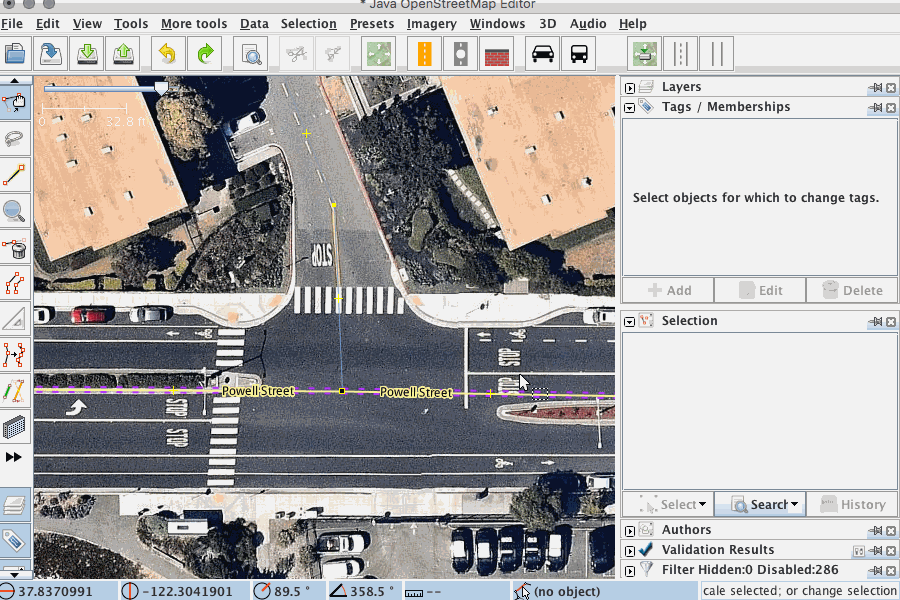 * Java OpenStreetMap Editor
File Edit View Tools More tools Data Selection Presets Imagery Windows 3D Audio Help
Layers
Tags / Memberships
0 32.8 ft
Select objects for which to change tags.
STOP
Add Edit Delete
Selection
STOP
STOP
Powell Street Powell Street
STOP
STOP
Select Search History
Authors
Validation Results
Filter Hidden:0 Disabled:286
37.8370991 -122.3041901 89.5 ° 358.5 ° -- (no object) cale selected; or change selection